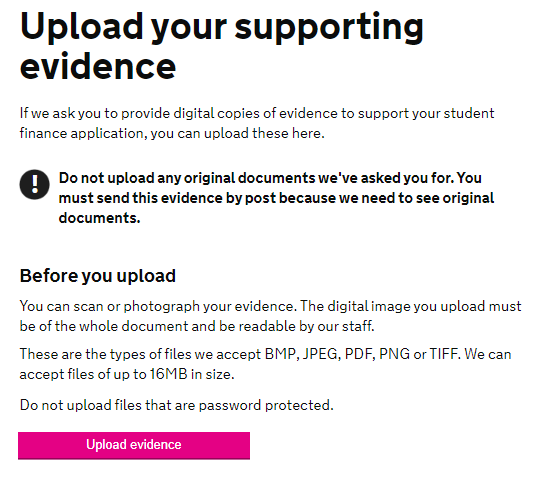 Upload your supporting
evidence
If we ask you to provide digital copies of evidence to support your student
finance application, you can upload these here.
Do not upload any original documents we've asked you for. You
must send this evidence by post because we need to see original
documents.
Before you upload
You can scan or photograph your evidence. The digital image you upload must
be of the whole document and be readable by our staff.
These are the types of files we accept BMP, JPEG, PDF, PNG or TIFF. We can
accept files of up to 16MB in size.
Do not upload files that are password protected.
Upload evidence